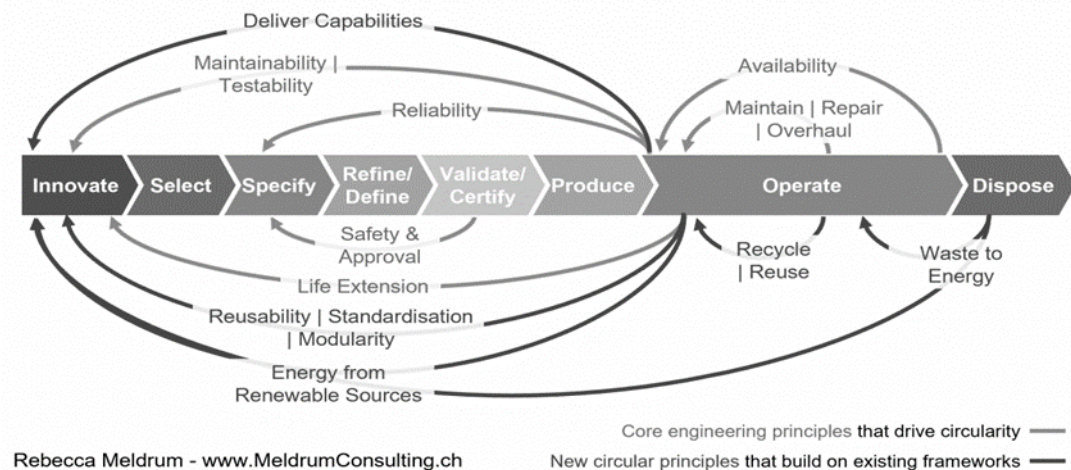 Deliver Capabilities
Maintainability |
Testability
Reliability
Availability
Maintain | Repair
| Overhaul
Innovate
Select
Specify
Refine/
Define
Validate/
Certify
Produce
Operate
Dispose
Safety &
Approval
Life Extension
Reusability | Standardisation
| Modularity
Energy from
Renewable Sources
Recycle
| Reuse
Waste to
Energy
Core engineering principles that drive circularity
New circular principles that build on existing frameworks
Rebecca Meldrum - www.MeldrumConsulting.ch